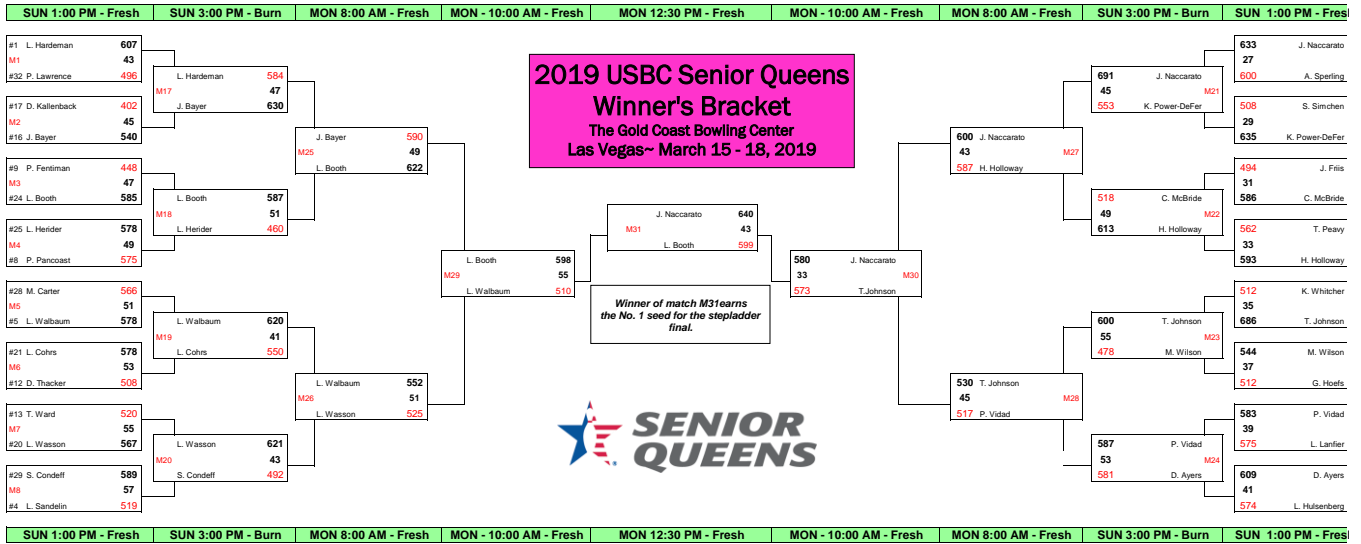 SUN 1:00 PM - Fresh SUN 3:00 PM - Burn MON 8:00 AM - Fresh MON - 10:00 AM - Fresh MON 12:30 PM - Fresh MON - 10:00 AM - Fresh MON 8:00 AM - Fresh SUN 3:00 PM - Burn SUN 1:00 PM - Fresh
2019 USBC Senior Queens
Winner's Bracket
The Gold Coast Bowling Center
Las Vegas~ March 15 - 18, 2019
#1 L. Hardeman 607
M1 43
#32 P. Lawrence 496
#17 D. Kallenback 402
M2 45
#16 J. Bayer 540
#9 P. Fentiman 448
M3 47
#24 L. Booth 585
#25 L. Herider 578
M4 49
#8 P. Pancoast 575
#28 M. Carter 566
M5 51
#5 L. Walbaum 578
#21 L. Cohrs 578
M6 53
#12 D. Thacker 508
#13 T. Ward 520
M7 55
#20 L. Wasson 567
#29 S. Condeff 589
M8 57
#4 L. Sandelin 519
L. Hardeman 584
M17 47
J. Bayer 630
L. Booth 587
M18 51
L. Herider 460
L. Walbaum 620
M19 41
L. Cohrs 550
L. Wasson 621
M20 43
S. Condeff 492
J. Bayer 590
M25 49
L. Booth 622
L. Walbaum 552
M26 51
L. Wasson 525
L. Booth 598
M29 55
L. Walbaum 510
J. Naccarato 640
M31 43
L. Booth 599
Winner of match M31earns
the No. 1 seed for the stepladder
final.
SENIOR
QUEENS
580 J. Naccarato
33 M30
573 T.Johnson
600 J. Naccarato
43 M27
587 H. Holloway
530 T. Johnson
45 M28
517 P. Vidad
691 J. Naccarato
45 M21
553 K. Power-DeFer
518 C. McBride
49 M22
613 H. Holloway
600 T. Johnson
55 M23
478 M. Wilson
587 P. Vidad
53 M24
581 D. Ayers
633 J. Naccarato
27
600 A. Sperling
508 S. Simchen
29
635 K. Power-DeFer
494 J. Friis
31
586 C. McBride
562 T. Peavy
33
593 H. Holloway
512 K. Whitcher
35
686 T. Johnson
544 M. Wilson
37
512 G. Hoefs
583 P. Vidad
39
575 L. Lanfier
609 D. Ayers
41
574 L. Hulsenberg
SUN 1:00 PM - Fresh SUN 3:00 PM - Burn MON 8:00 AM - Fresh MON - 10:00 AM - Fresh MON 12:30 PM - Fresh MON - 10:00 AM - Fresh MON 8:00 AM - Fresh SUN 3:00 PM - Burn SUN 1:00 PM - Fresh